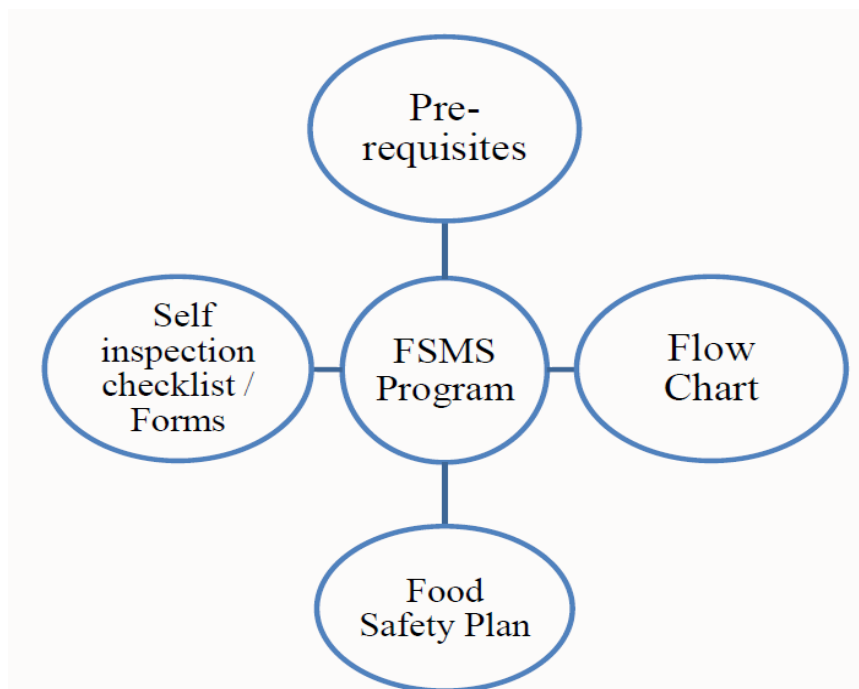 Pre-
requisites
Self
inspection
checklist /
Forms
FSMS
Program
Flow
Chart
Food
Safety Plan